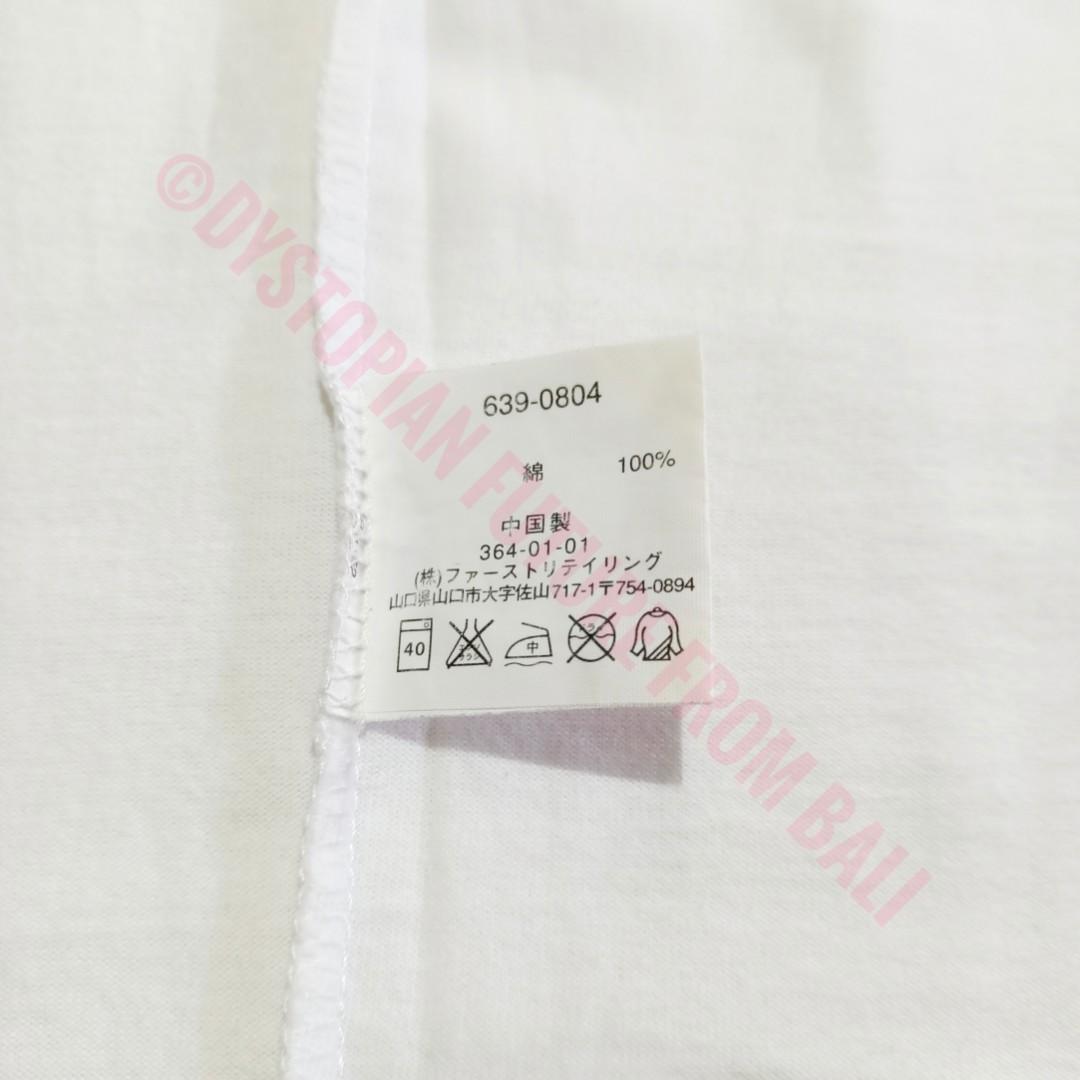 639-0804
綿 100%
中国製
364-01-01
(株)ファーストリテイリング
山口県山口市大字佐山717-1〒754-0894
40
中
©DYSTOPIAN FUTURE FROM BALI